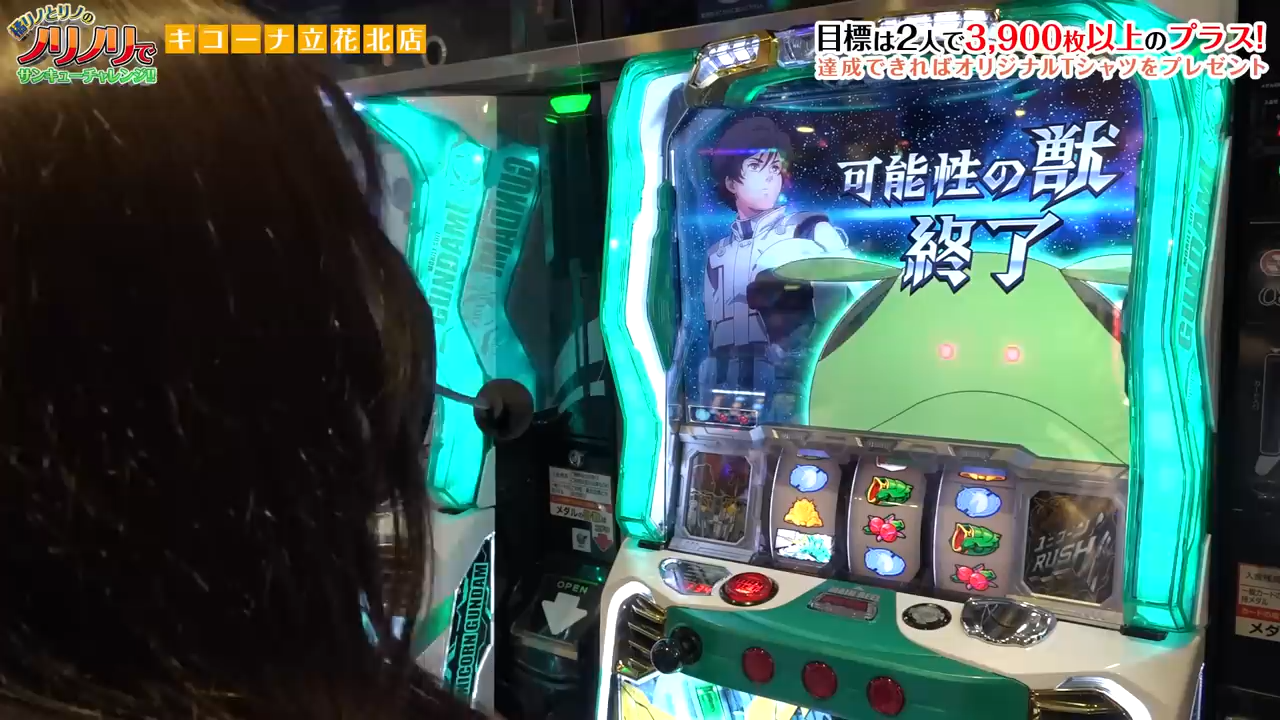 橘リノとリノの
ノリノリで
サンキューチャレンジ!!
キコーナ立花北店
目標は2人で3,900枚以上のプラス!
達成できればオリジナルTシャツをプレゼント
可能性の獣
終了
GUNDAM
GUNDAM
OPEN
UNICORN GUNDAM
ユニコーン
RUSH